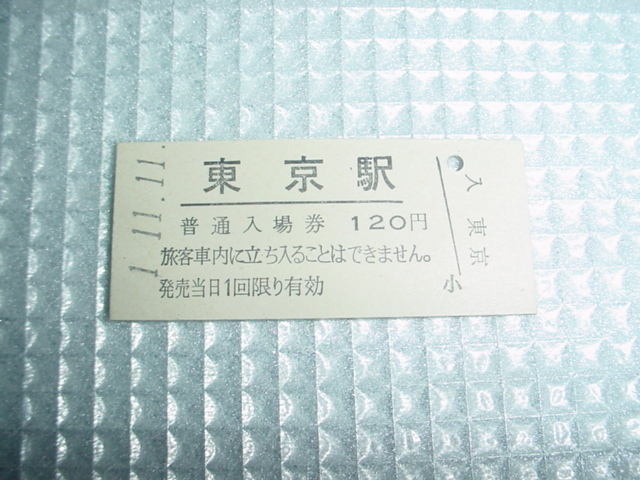 1.11.11.
東京駅
普通入場券 120円
旅客車内に立ち入ることはできません。
発売当日1回限り有効
入 東京
小